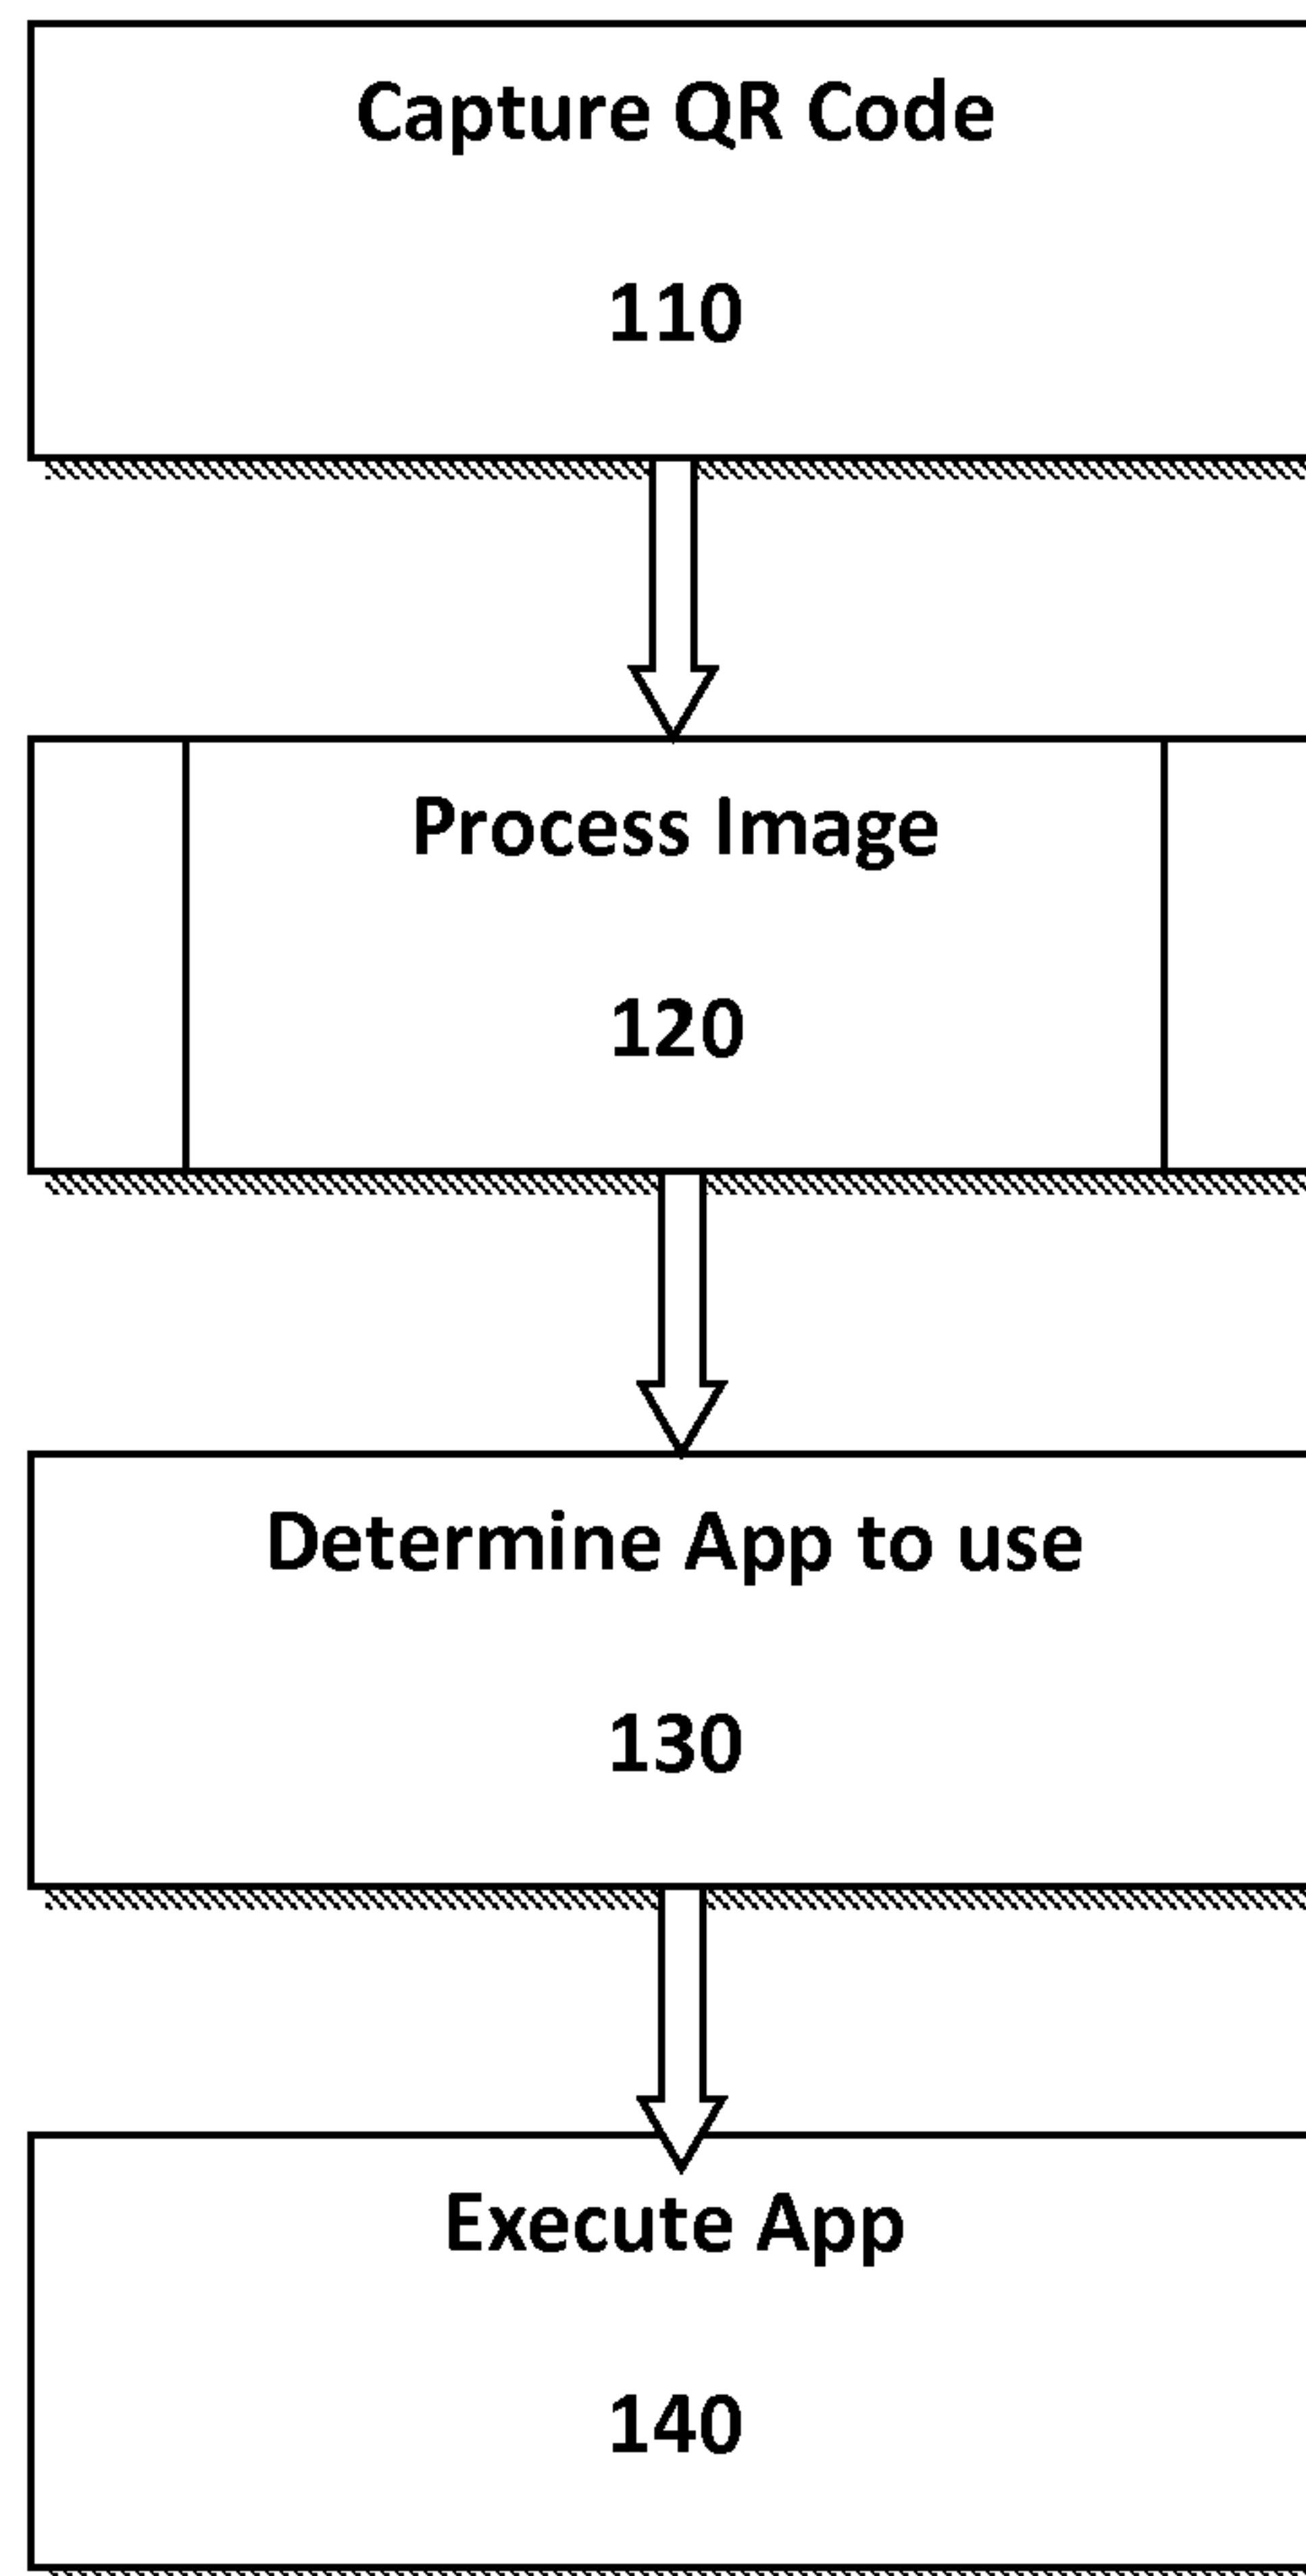 Capture QR Code
110
Process Image
120
Determine App to use
130
Execute App
140